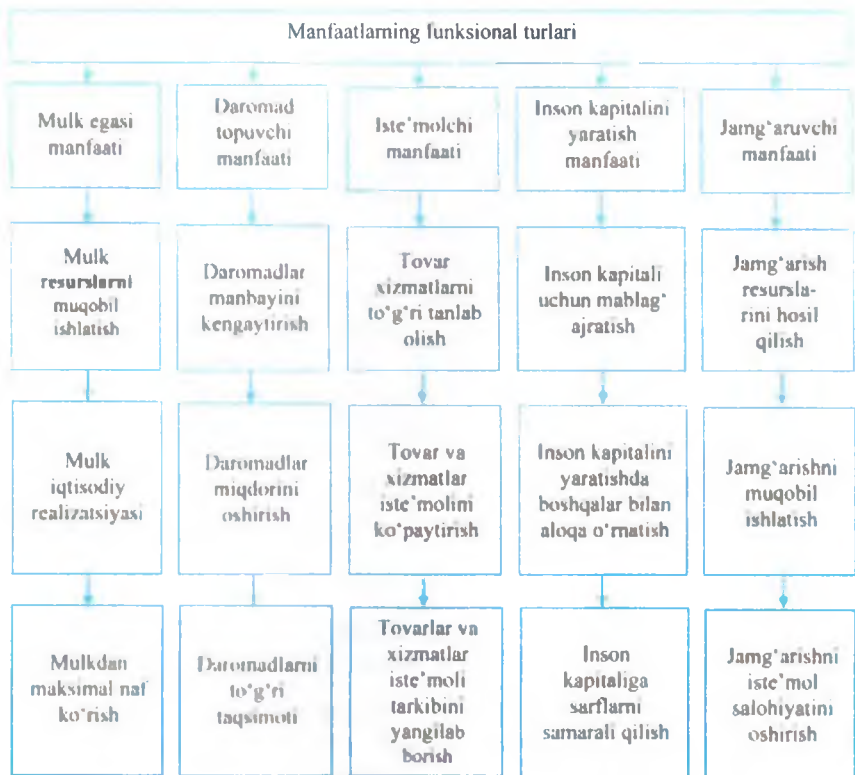 Manfaatlarning funksional turlari
Mulk egasi
manfaati
Daromad
topuvchi
manfaati
Iste'molchi
manfaati
Inson kapitalini
yaratish
manfaati
Jamg'aruvchi
manfaati
Mulk
resurslarni
muqobil
ishlatish
Daromadlar
manbayini
kengaytirish
Tovar
xizmatlarni
to'g'ri tanlab
olish
Inson kapitali
uchun mablag'
ajratish
Jamg'arish
resursla-
rini hosil
qilish
Mulk
iqtisodiy
realizatsiyasi
Daromadlar
miqdorini
oshirish
Tovar va
xizmatlar
iste'molini
ko'paytirish
Inson kapitalini
yaratishda
boshqalar bilan
aloqa o'rnatish
Jamg'arishni
muqobil
ishlatish
Mulkdan
maksimal naf
ko'rish
Daromadlarni
to'g'ri
taqsimoti
Tovarlar va
xizmatlar
iste'moli
tarkibini
yangilab
borish
Inson
kapitaliga
sarflarni
samarali qilish
Jamg'arishni
iste'mol
salohiyatini
oshirish